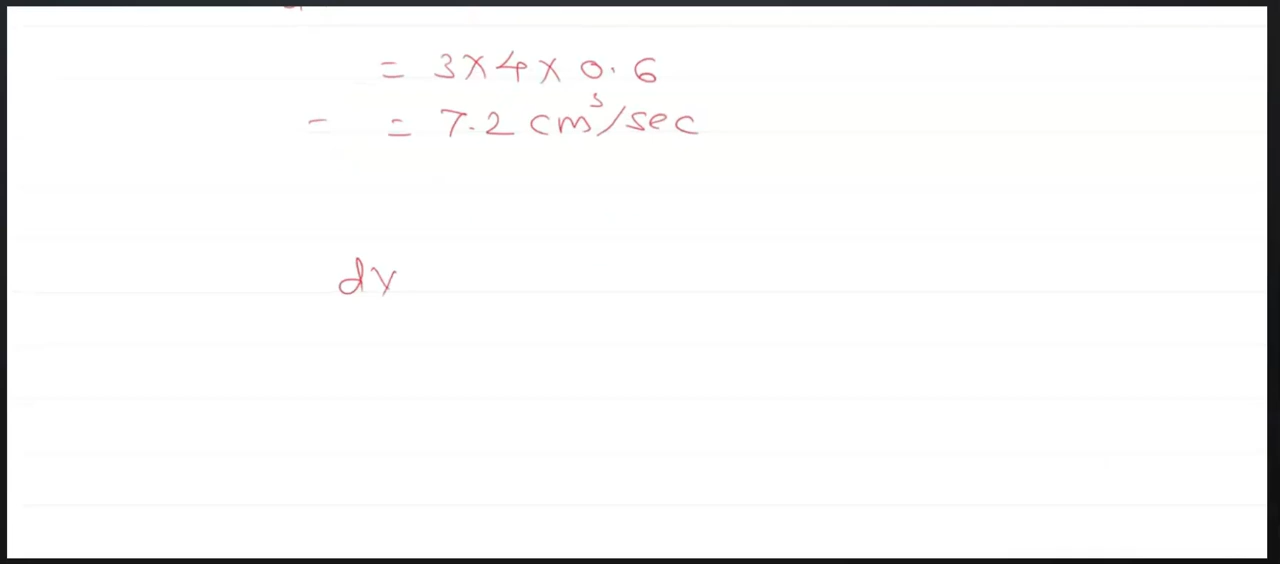 = 3×4×0.6
- = 7.2 cm³/sec
dy